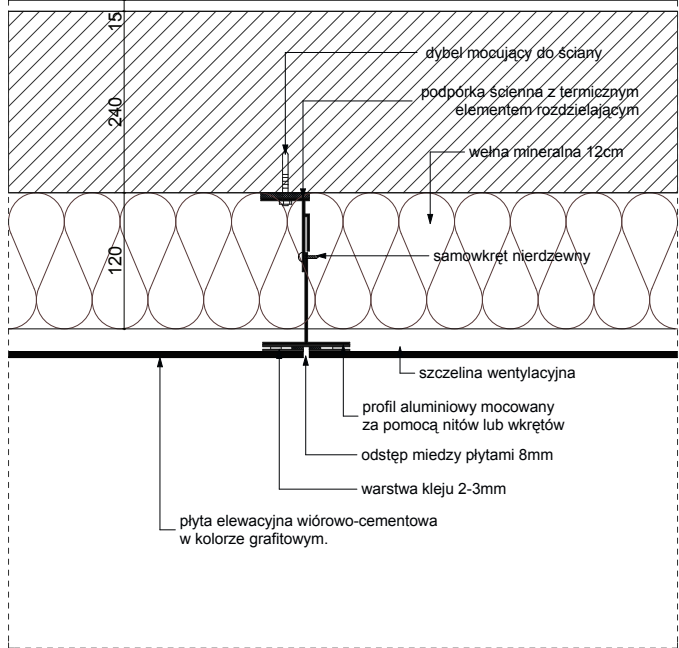 15
dybel mocujący do ściany
podpórka ścienna z termicznym
elementem rozdzielającym
240
wełna mineralna 12cm
120
samowkręt nierdzewny
szczelina wentylacyjna
profil aluminiowy mocowany
za pomocą nitów lub wkrętów
odstęp miedzy płytami 8mm
warstwa kleju 2-3mm
płyta elewacyjna wiórowo-cementowa
w kolorze grafitowym.